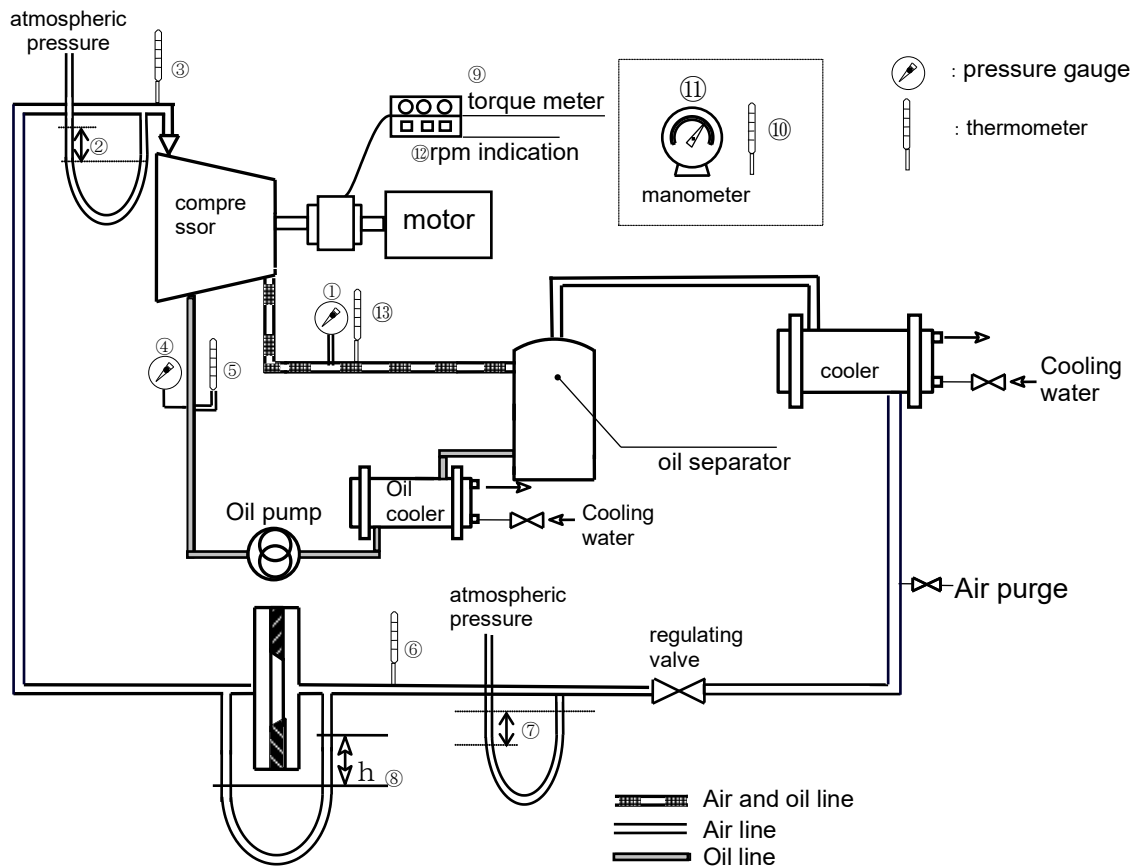 atmospheric
pressure
③
②
⑨
torque meter
⑫rpm indication
⑪
⑩
manometer
: pressure gauge
: thermometer
compre
ssor
motor
①
⑬
④
⑤
cooler
Cooling
water
oil separator
Oil
cooler
Cooling
water
Oil pump
Air purge
atmospheric
pressure
⑥
regulating
valve
⑦
h ⑧
Air and oil line
Air line
Oil line